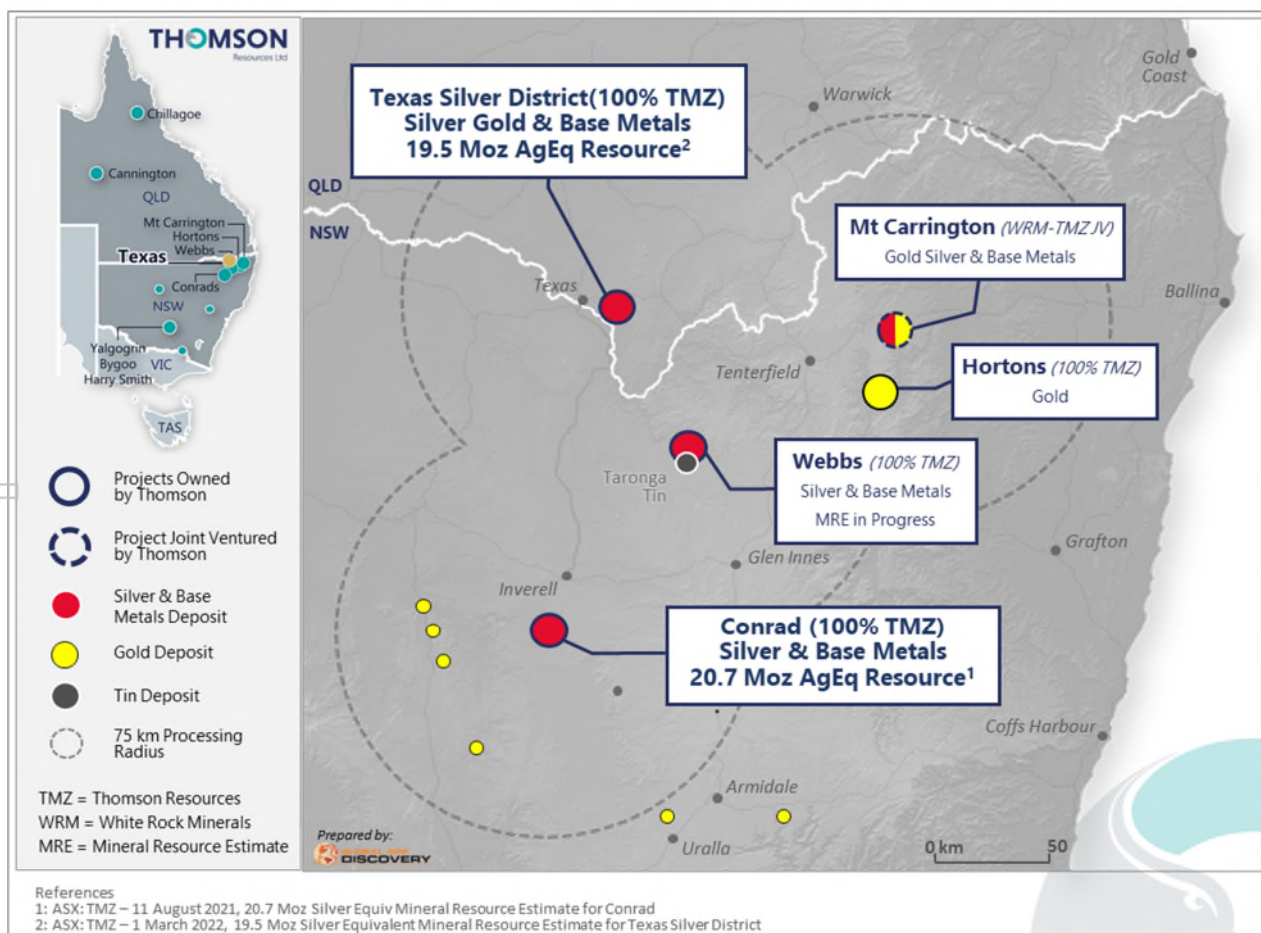 THOMSON
Resources Ltd
Chillagoe
Cannington
QLD
Mt Carrington
Hortons
Webbs
Texas
Conrads
NSW
Yalgogrin
Bygoo
Harry Smith
VIC
TAS
Projects Owned
by Thomson
Project Joint Ventured
by Thomson
Silver & Base
Metals Deposit
Gold Deposit
Tin Deposit
75 km Processing
Radius
TMZ = Thomson Resources
WRM = White Rock Minerals
MRE = Mineral Resource Estimate
Gold
Coast
Warwick
Texas Silver District(100% TMZ)
Silver Gold & Base Metals
19.5 Moz AgEq Resource²
QLD
NSW
Mt Carrington (WRM-TMZ JV)
Gold Silver & Base Metals
Texas
Ballina
Tenterfield
Hortons (100% TMZ)
Gold
Taronga
Tin
Webbs (100% TMZ)
Silver & Base Metals
MRE in Progress
Grafton
Glen Innes
Inverell
Conrad (100% TMZ)
Silver & Base Metals
20.7 Moz AgEq Resource¹
Coffs Harbour
Armidale
Uralla
0 km 50
Prepared by:
GLOBAL ORE
DISCOVERY
References
1: ASX: TMZ – 11 August 2021, 20.7 Moz Silver Equiv Mineral Resource Estimate for Conrad
2: ASX: TMZ – 1 March 2022, 19.5 Moz Silver Equivalent Mineral Resource Estimate for Texas Silver District